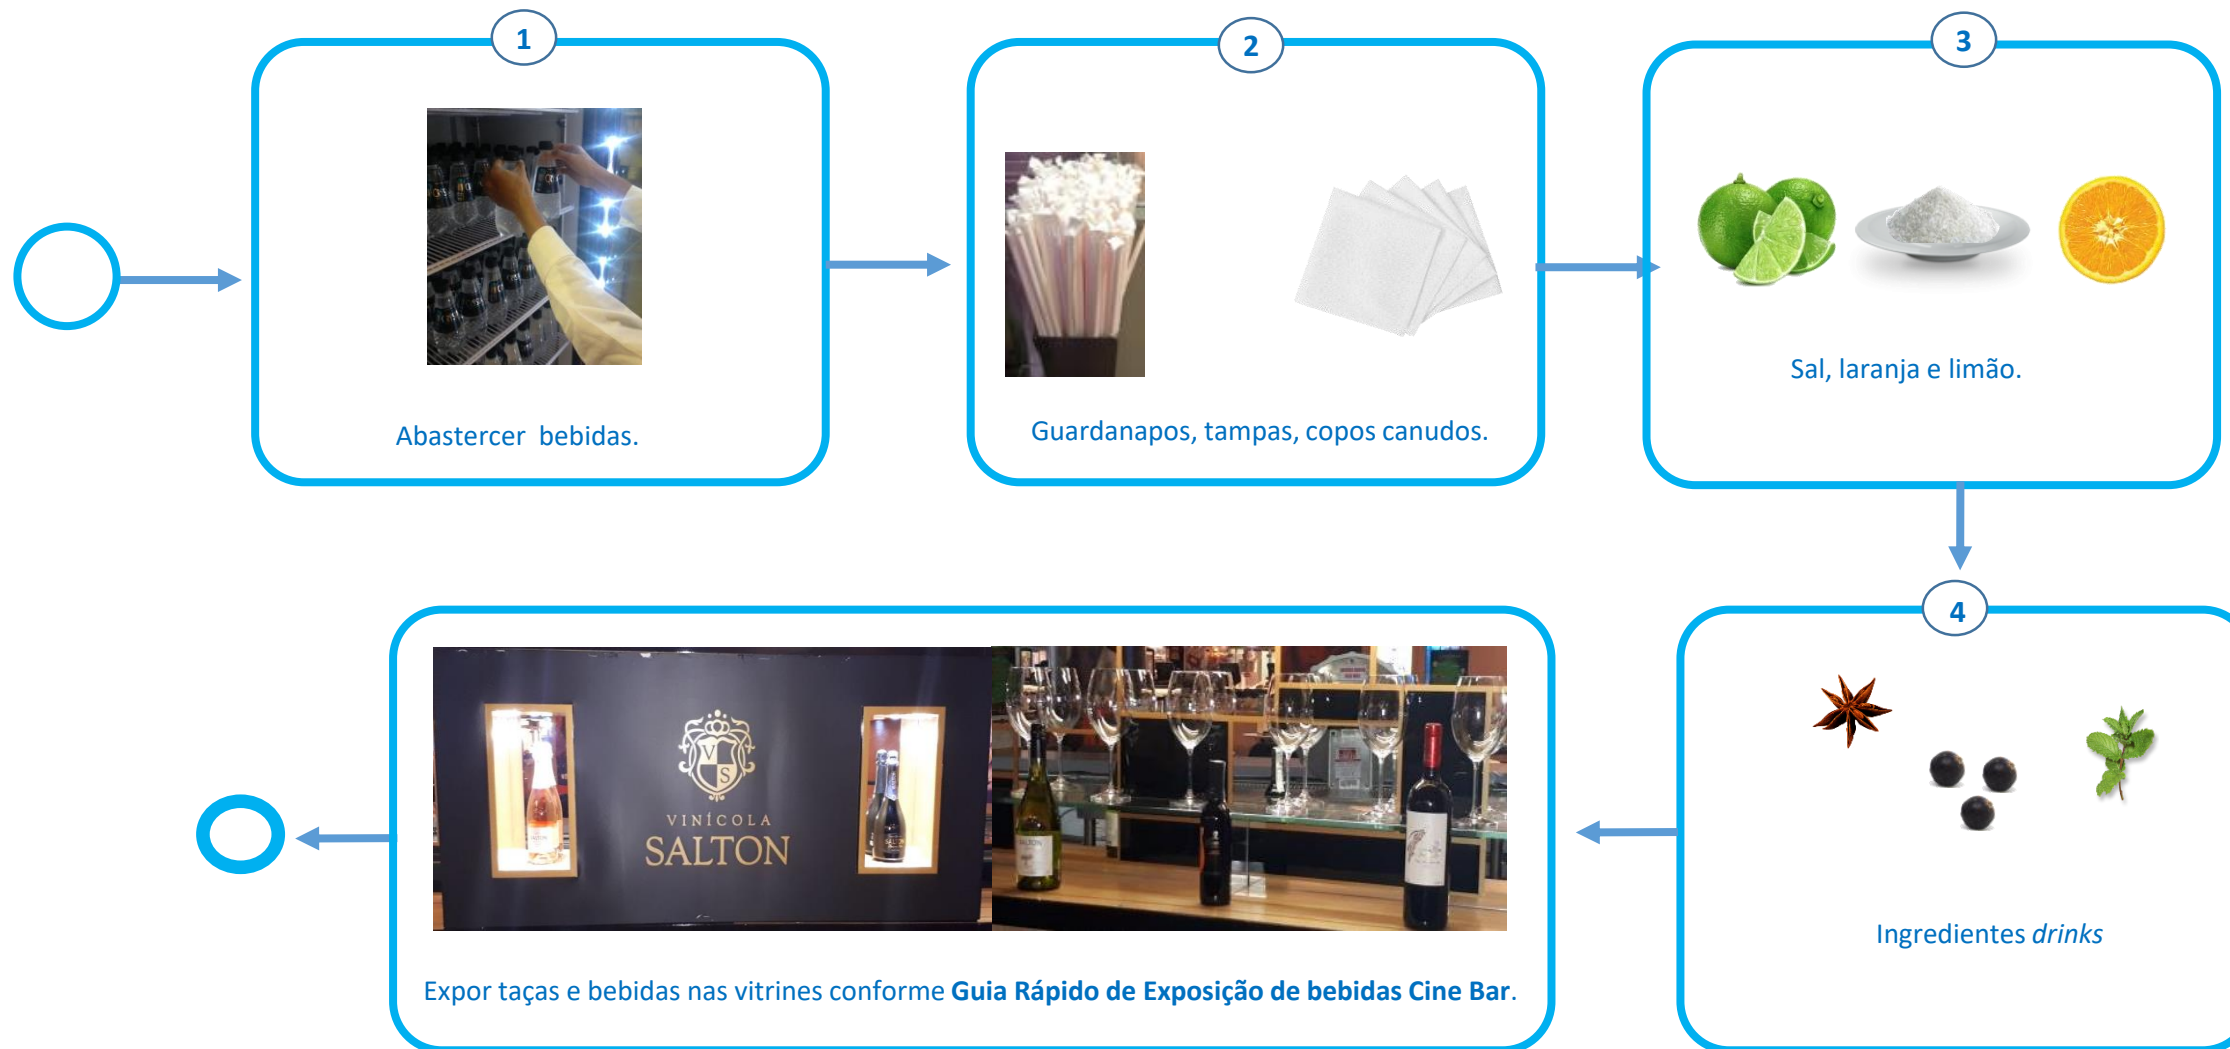 1
2
3
Abastercer bebidas.
Guardanapos, tampas, copos canudos.
Sal, laranja e limão.
4
Ingredientes drinks
V
S
VINÍCOLA
SALTON
SALTON
Expor taças e bebidas nas vitrines conforme Guia Rápido de Exposição de bebidas Cine Bar.